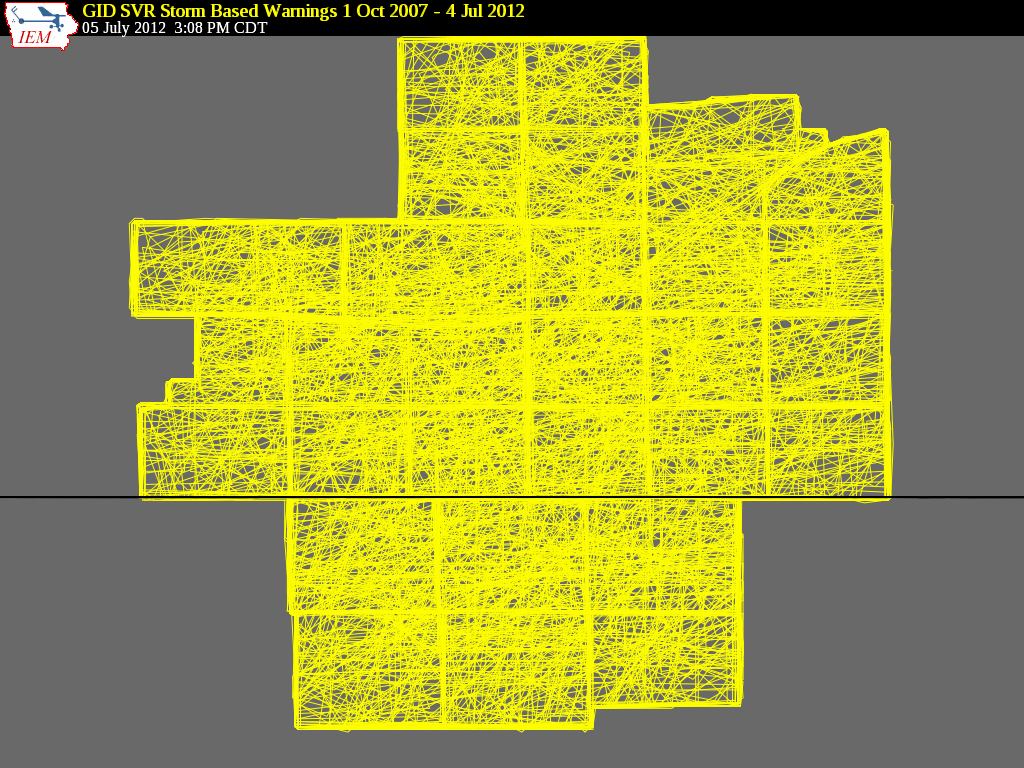 GID SVR Storm Based Warnings 1 Oct 2007 - 4 Jul 2012
05 July 2012 3:08 PM CDT
IEM